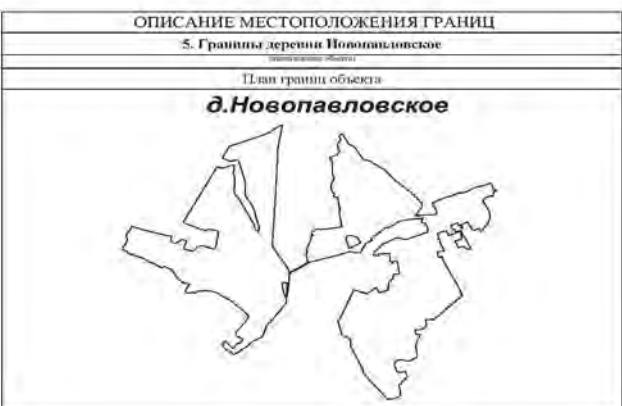 ОПИСАНИЕ МЕСТОПОЛОЖЕНИЯ ГРАНИЦ
5. Границы деревни Новопавловское
План границ объекта
д.Новопавловское